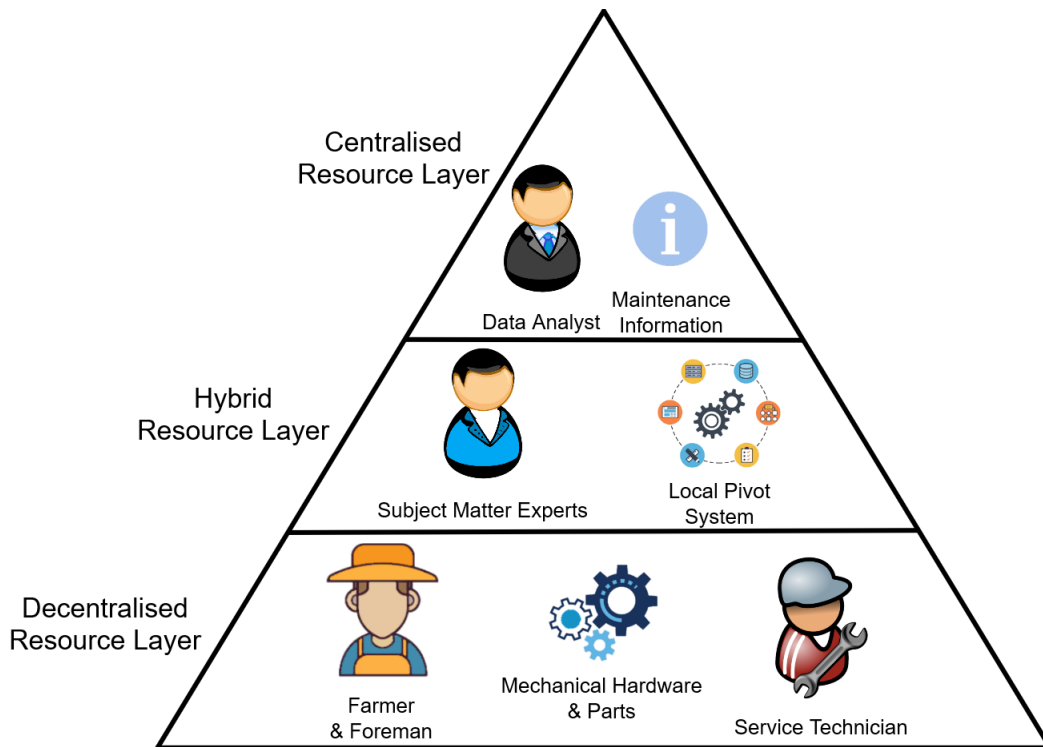 Centralised
Resource Layer
Data Analyst
Maintenance
Information
Hybrid
Resource Layer
Subject Matter Experts
Local Pivot
System
Decentralised
Resource Layer
Farmer
& Foreman
Mechanical Hardware
& Parts
Service Technician